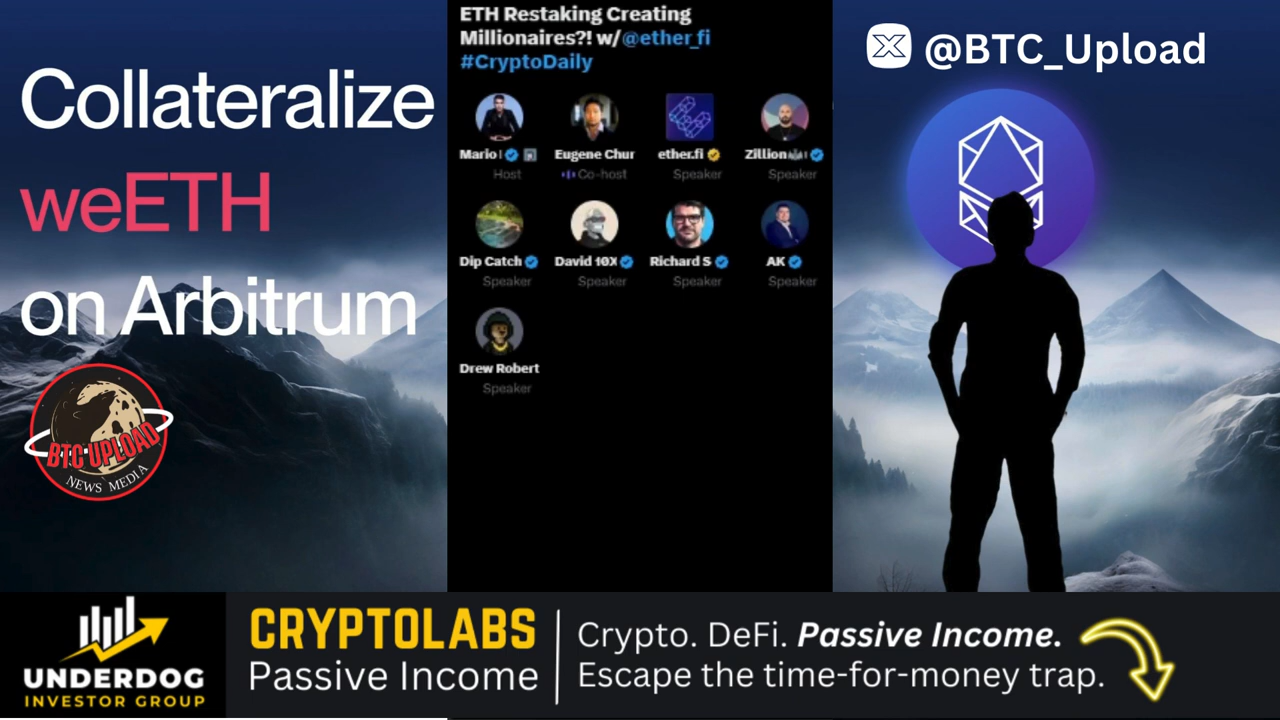 Collateralize
weETH
on Arbitrum
BTC UPLOAD
NEWS MEDIA
ETH Restaking Creating
Millionaires?! w/@ether_fi
#CryptoDaily
Mario
Host
Eugene Chur
Co-host
ether.fi
Speaker
Zillion
Speaker
Dip Catch
Speaker
David 10X
Speaker
Richard S
Speaker
AK
Speaker
Drew Robert
Speaker
@BTC_Upload
UNDERDOG
INVESTOR GROUP
CRYPTOLABS
Passive Income
Crypto. DeFi. Passive Income.
Escape the time-for-money trap.